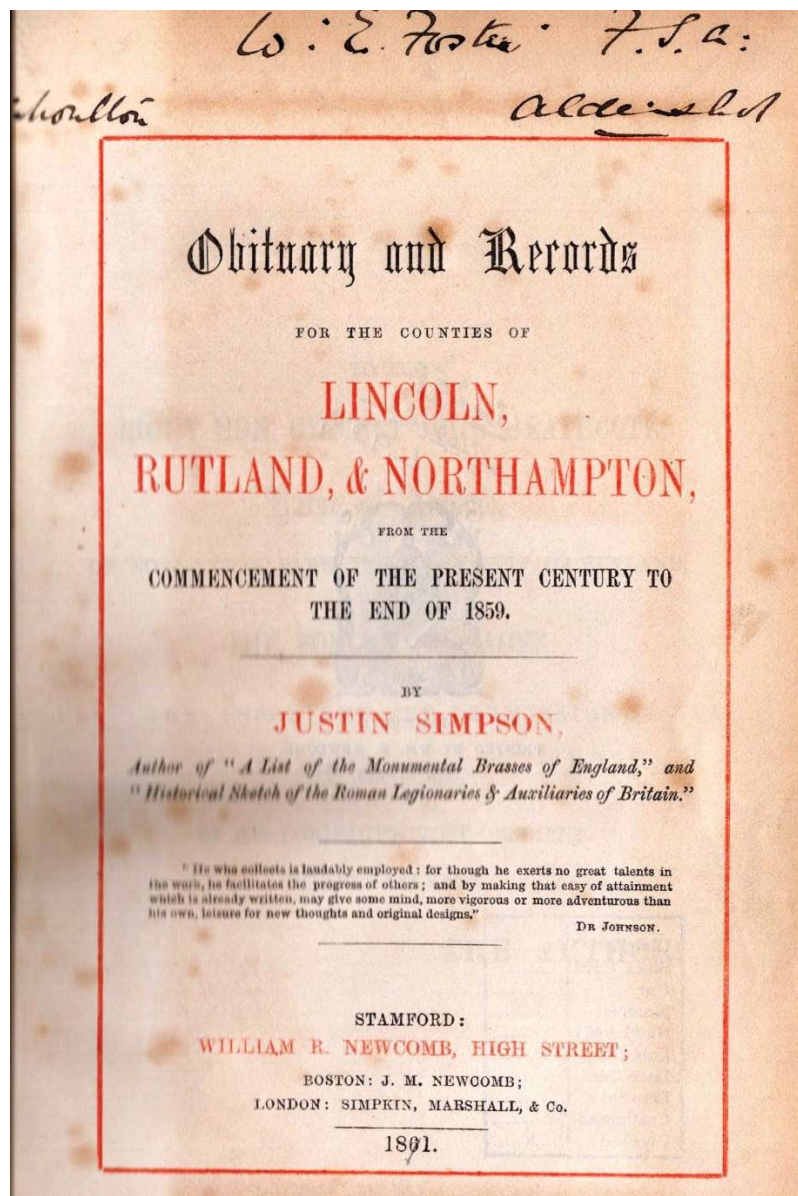 W: E. Foster F. S. A:
Aldershot
Obituary and Records
FOR THE COUNTIES OF
LINCOLN,
RUTLAND, & NORTHAMPTON,
FROM THE
COMMENCEMENT OF THE PRESENT CENTURY TO
THE END OF 1859.
BY
JUSTIN SIMPSON,
Author of "A List of the Monumental Brasses of England," and
"Historical Sketch of the Roman Legionaries & Auxiliaries of Britain."
"He who collects is laudably employed: for though he exerts no great talents in
the work, he facilitates the progress of others; and by making that easy of attainment
which is already written, may give some mind, more vigorous or more adventurous than
his own, leisure for new thoughts and original designs."
DR JOHNSON.
STAMFORD:
WILLIAM R. NEWCOMB, HIGH STREET;
BOSTON: J. M. NEWCOMB;
LONDON: SIMPKIN, MARSHALL, & Co.
1861.